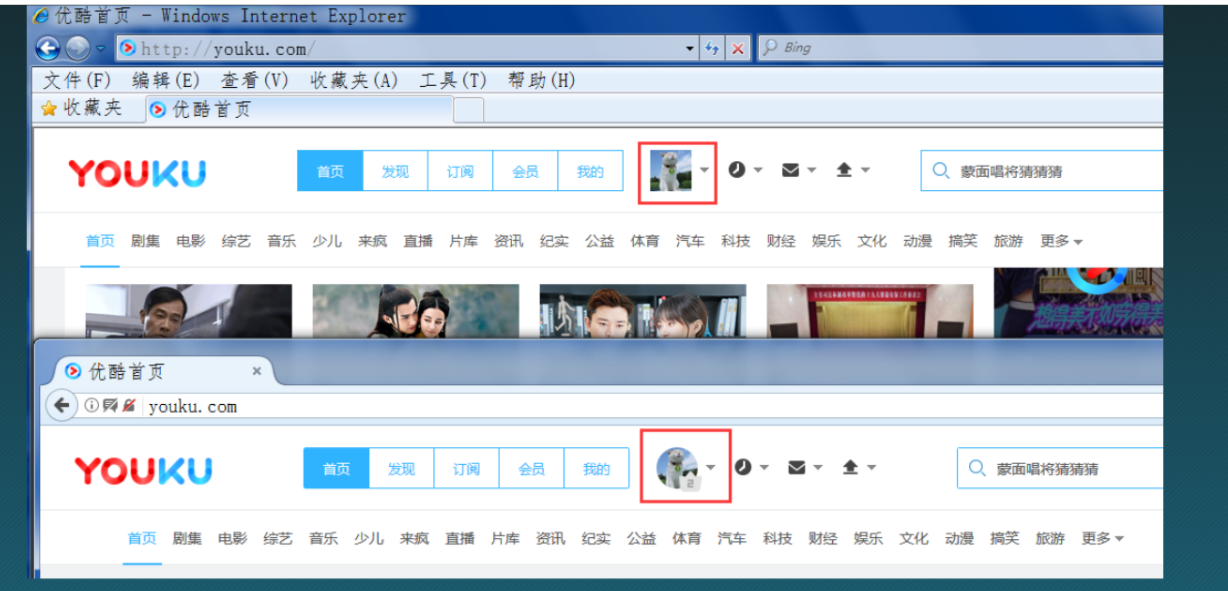 优酷首页 - Windows Internet Explorer
http://youku.com/
Bing
文件(F) 编辑(E) 查看(V) 收藏夹(A) 工具(T) 帮助(H)
收藏夹 优酷首页
YOUKU 首页 发现 订阅 会员 我的 蒙面唱将猜猜猜
首页 剧集 电影 综艺 音乐 少儿 来疯 直播 片库 资讯 纪实 公益 体育 汽车 科技 财经 娱乐 文化 动漫 搞笑 旅游 更多
想得美不如穿得美
优酷首页 ×
youku.com
YOUKU 首页 发现 订阅 会员 我的 蒙面唱将猜猜猜
首页 剧集 电影 综艺 音乐 少儿 来疯 直播 片库 资讯 纪实 公益 体育 汽车 科技 财经 娱乐 文化 动漫 搞笑 旅游 更多